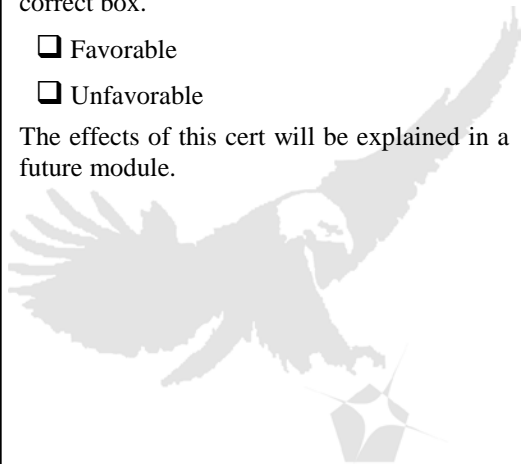 correct box.
❑ Favorable
❑ Unfavorable
The effects of this cert will be explained in a
future module.